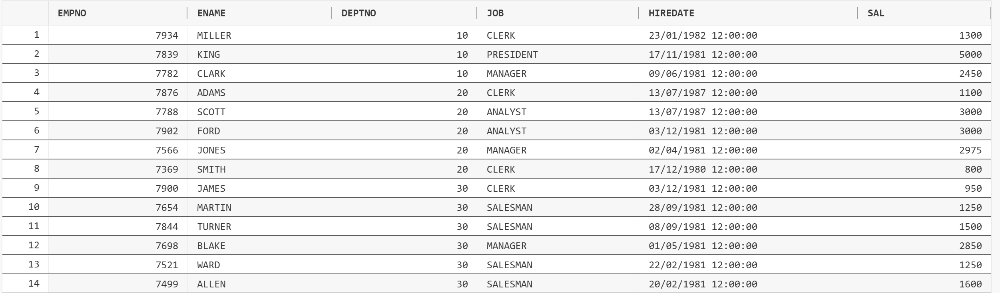 EMPNO ENAME DEPTNO JOB HIREDATE SAL
1 7934 MILLER 10 CLERK 23/01/1982 12:00:00 1300
2 7839 KING 10 PRESIDENT 17/11/1981 12:00:00 5000
3 7782 CLARK 10 MANAGER 09/06/1981 12:00:00 2450
4 7876 ADAMS 20 CLERK 13/07/1987 12:00:00 1100
5 7788 SCOTT 20 ANALYST 13/07/1987 12:00:00 3000
6 7902 FORD 20 ANALYST 03/12/1981 12:00:00 3000
7 7566 JONES 20 MANAGER 02/04/1981 12:00:00 2975
8 7369 SMITH 20 CLERK 17/12/1980 12:00:00 800
9 7900 JAMES 30 CLERK 03/12/1981 12:00:00 950
10 7654 MARTIN 30 SALESMAN 28/09/1981 12:00:00 1250
11 7844 TURNER 30 SALESMAN 08/09/1981 12:00:00 1500
12 7698 BLAKE 30 MANAGER 01/05/1981 12:00:00 2850
13 7521 WARD 30 SALESMAN 22/02/1981 12:00:00 1250
14 7499 ALLEN 30 SALESMAN 20/02/1981 12:00:00 1600